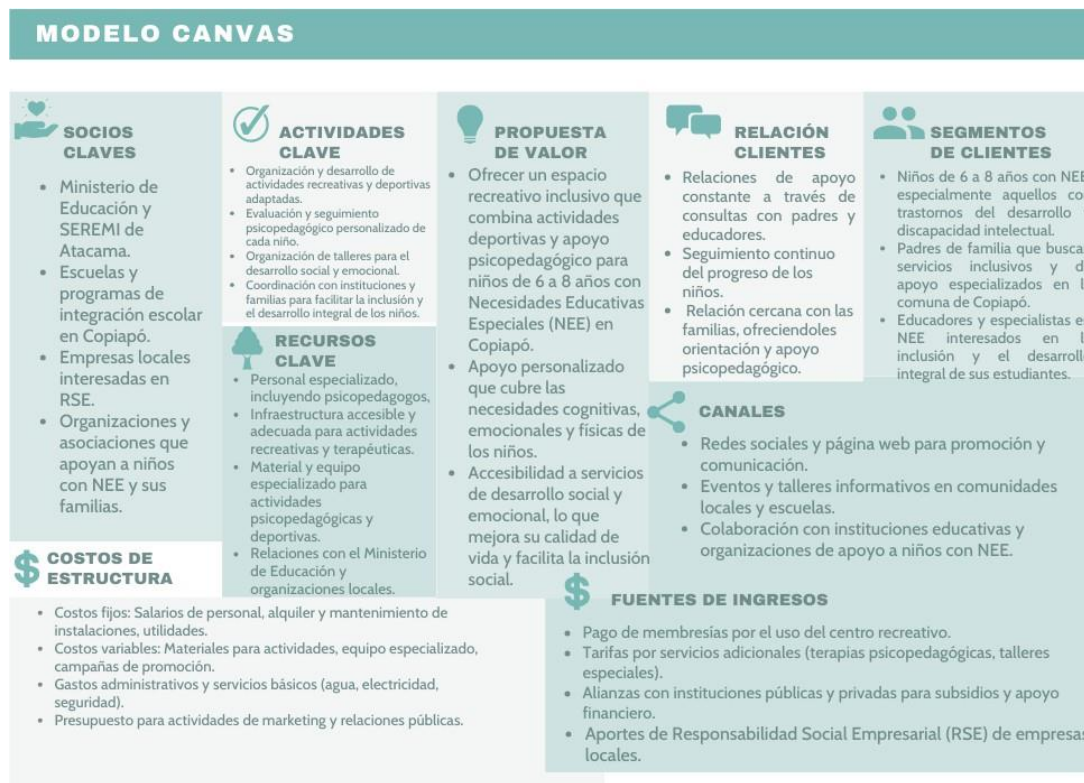 MODELO CANVAS
SOCIOS
CLAVES
• Ministerio de
Educación y
SEREMI de
Atacama.
• Escuelas y
programas de
integración escolar
en Copiapó.
• Empresas locales
interesadas en
RSE.
• Organizaciones y
asociaciones que
apoyan a niños
con NEE y sus
familias.
ACTIVIDADES
CLAVE
• Organización y desarrollo de
actividades recreativas y deportivas
adaptadas.
• Evaluación y seguimiento
psicopedagógico personalizado de
cada niño.
• Organización de talleres para el
desarrollo social y emocional.
• Coordinación con instituciones y
familias para facilitar la inclusión y
el desarrollo integral de los niños.
RECURSOS
CLAVE
• Personal especializado,
incluyendo psicopedagogos,
• Infraestructura accesible y
adecuada para actividades
recreativas y terapéuticas.
• Material y equipo
especializado para
actividades
psicopedagógicas y
deportivas.
• Relaciones con el Ministerio
de Educación y
organizaciones locales.
PROPUESTA
DE VALOR
• Ofrecer un espacio
recreativo inclusivo que
combina actividades
deportivas y apoyo
psicopedagógico para
niños de 6 a 8 años con
Necesidades Educativas
Especiales (NEE) en
Copiapó.
• Apoyo personalizado
que cubre las
necesidades cognitivas,
emocionales y físicas de
los niños.
• Accesibilidad a servicios
de desarrollo social y
emocional, lo que
mejora su calidad de
vida y facilita la inclusión
social.
RELACIÓN
CLIENTES
• Relaciones de apoyo
constante a través de
consultas con padres y
educadores.
• Seguimiento continuo
del progreso de los
niños.
• Relación cercana con las
familias, ofreciendoles
orientación y apoyo
psicopedagógico.
SEGMENTOS
DE CLIENTES
• Niños de 6 a 8 años con NEE
especialmente aquellos
trastornos del desarrollo
discapacidad intelectual.
• Padres de familia que
servicios inclusivos y
apoyo especializados en
comuna de Copiapó.
• Educadores y especialistas
NEE interesados en
inclusión y el
integral de sus estudiantes.
CANALES
• Redes sociales y página web para promoción y
comunicación.
• Eventos y talleres informativos en comunidades
locales y escuelas.
• Colaboración con instituciones educativas y
organizaciones de apoyo a niños con NEE.
COSTOS DE
ESTRUCTURA
• Costos fijos: Salarios de personal, alquiler y mantenimiento de
instalaciones, utilidades.
• Costos variables: Materiales para actividades, equipo especializado,
campañas de promoción.
• Gastos administrativos y servicios básicos (agua, electricidad,
seguridad).
• Presupuesto para actividades de marketing y relaciones públicas.
FUENTES DE INGRESOS
• Pago de membresías por el uso del centro recreativo.
• Tarifas por servicios adicionales (terapias psicopedagógicas, talleres
especiales).
• Alianzas con instituciones públicas y privadas para subsidios y apoyo
financiero.
• Aportes de Responsabilidad Social Empresarial (RSE) de empresas
locales.